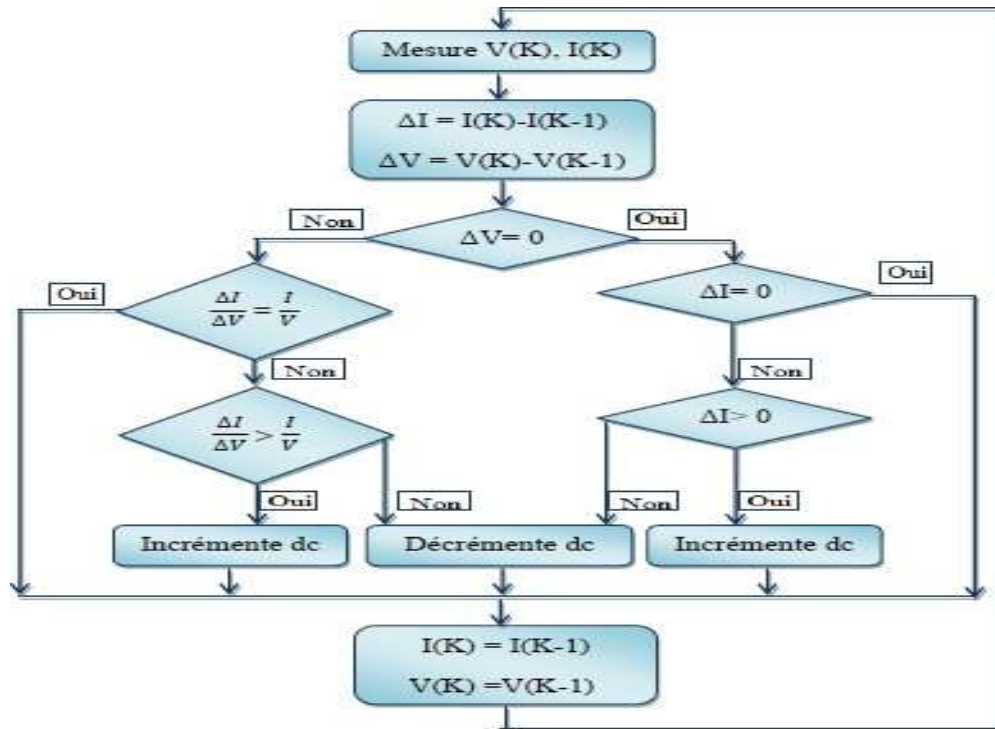 Mesure V(K), I(K)
ΔI = I(K)-I(K-1)
ΔV = V(K)-V(K-1)
Non
Oui
ΔV= 0
Oui
ΔI/ΔV = I/V
ΔI= 0
Oui
Non
Non
ΔI/ΔV > I/V
ΔI> 0
Oui
Non
Non
Oui
Incrémente dc
Décrémente dc
Incrémente dc
I(K) = I(K-1)
V(K) =V(K-1)